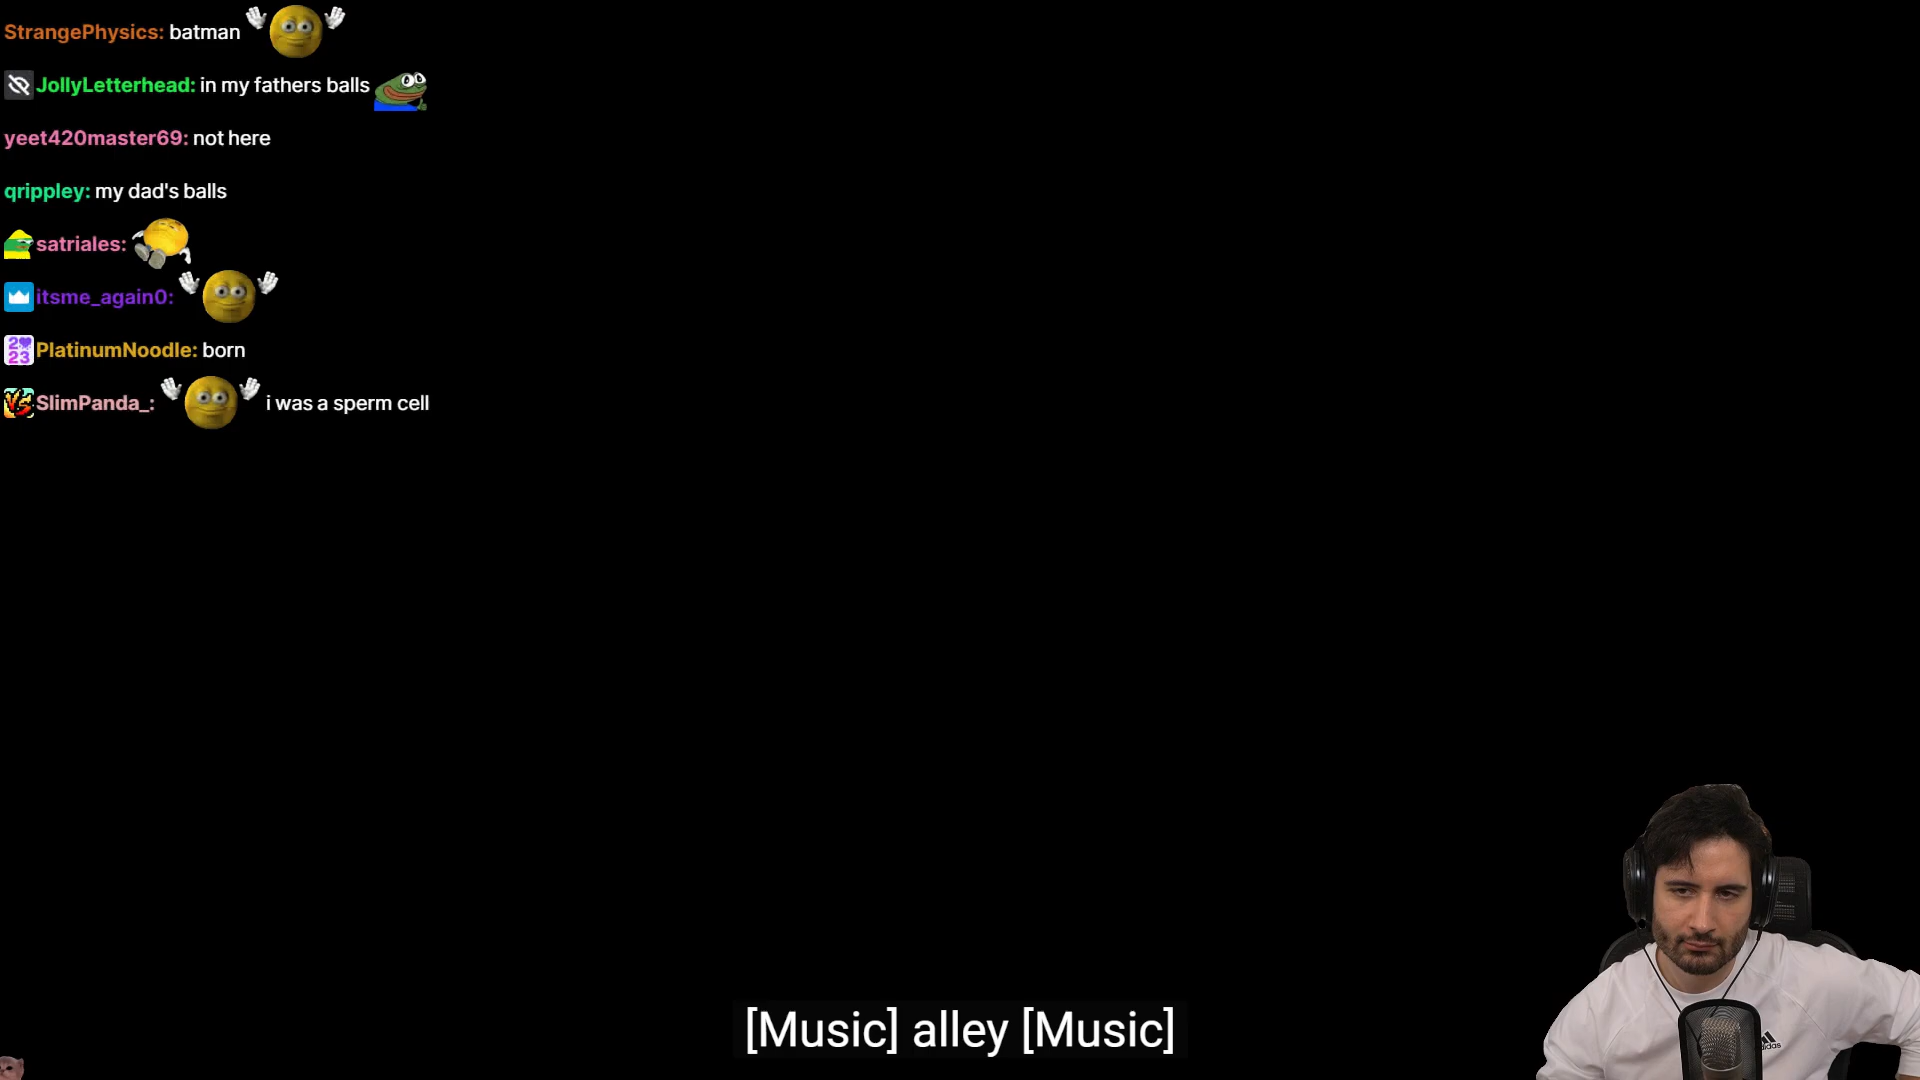 StrangePhysics: batman
JollyLetterhead: in my fathers balls
yeet420master69: not here
qrippley: my dad's balls
satriales:
itsme_again0:
PlatinumNoodle: born
SlimPanda_: i was a sperm cell
[Music] alley [Music]
adidas